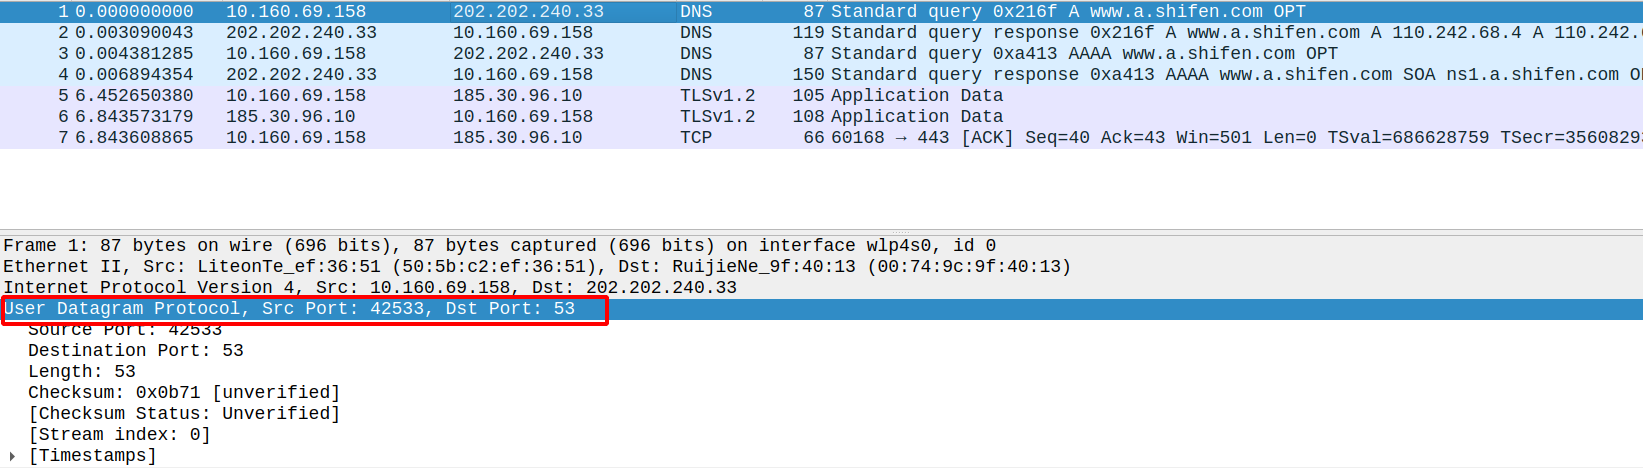 1 0.000000000 10.160.69.158 202.202.240.33 DNS 87 Standard query 0x216f A www.a.shifen.com OPT
2 0.003090043 202.202.240.33 10.160.69.158 DNS 119 Standard query response 0x216f A www.a.shifen.com A 110.242.68.4 A 110.242.6
3 0.004381285 10.160.69.158 202.202.240.33 DNS 87 Standard query 0xa413 AAAA www.a.shifen.com OPT
4 0.006894354 202.202.240.33 10.160.69.158 DNS 150 Standard query response 0xa413 AAAA www.a.shifen.com SOA ns1.a.shifen.com
5 6.452650380 10.160.69.158 185.30.96.10 TLSv1.2 105 Application Data
6 6.843573179 185.30.96.10 10.160.69.158 TLSv1.2 108 Application Data
7 6.843608865 10.160.69.158 185.30.96.10 TCP 66 60168 → 443 [ACK] Seq=40 Ack=43 Win=501 Len=0 TSval=686628759 TSecr=3560829
Frame 1: 87 bytes on wire (696 bits), 87 bytes captured (696 bits) on interface wlp4s0, id 0
Ethernet II, Src: LiteonTe_ef:36:51 (50:5b:c2:ef:36:51), Dst: RuijieNe_9f:40:13 (00:74:9c:9f:40:13)
Internet Protocol Version 4, Src: 10.160.69.158, Dst: 202.202.240.33
User Datagram Protocol, Src Port: 42533, Dst Port: 53
Source Port: 42533
Destination Port: 53
Length: 53
Checksum: 0x0b71 [unverified]
[Checksum Status: Unverified]
[Stream index: 0]
[Timestamps]